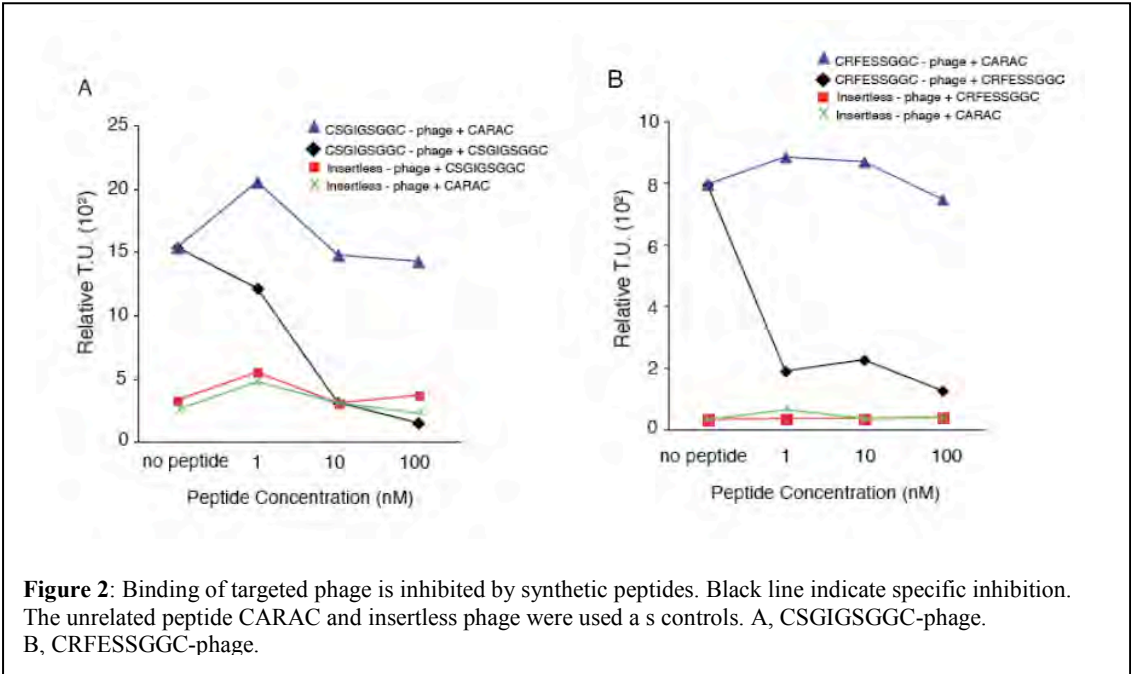 A
25
20
15
10
5
0
Relative T.U. (10²)
CSGIGSGGC - phage + CARAC
CSGIGSGGC - phage + CSGIGSGGC
Insertlees - phage + CSGIGSGGC
Insertless - phage + CARAC
no peptide 1 10 100
Peptide Concentration (nM)
B
10
8
6
4
2
0
Relative T.U. (10²)
CRFESSGGC - phage + CARAC
CRFESSGGC - phage + CRFESSGGC
Insertless - phage + CRFESSGGC
Insertless - phage + CARAC
no peptide 1 10 100
Peptide Concentration (nM)
Figure 2: Binding of targeted phage is inhibited by synthetic peptides. Black line indicate specific inhibition.
The unrelated peptide CARAC and insertless phage were used a s controls. A, CSGIGSGGC-phage.
B, CRFESSGGC-phage.